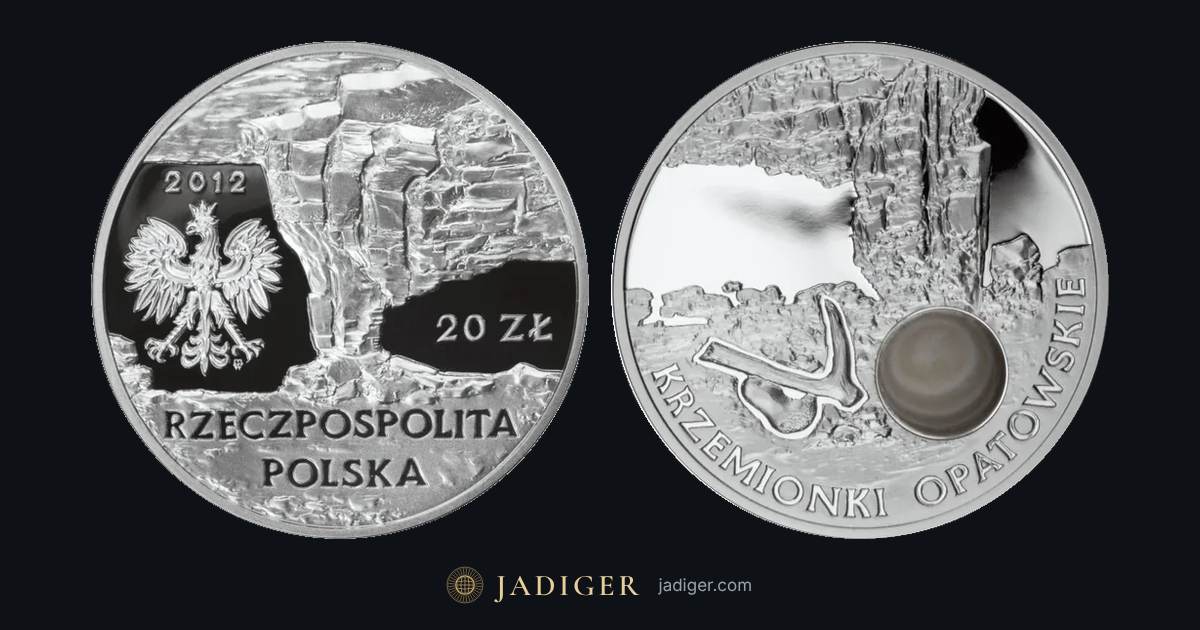 2012
20 ZŁ
RZECZPOSPOLITA
POLSKA
KRZEMIONKI OPATOWSKIE
JADIGER jadiger.com